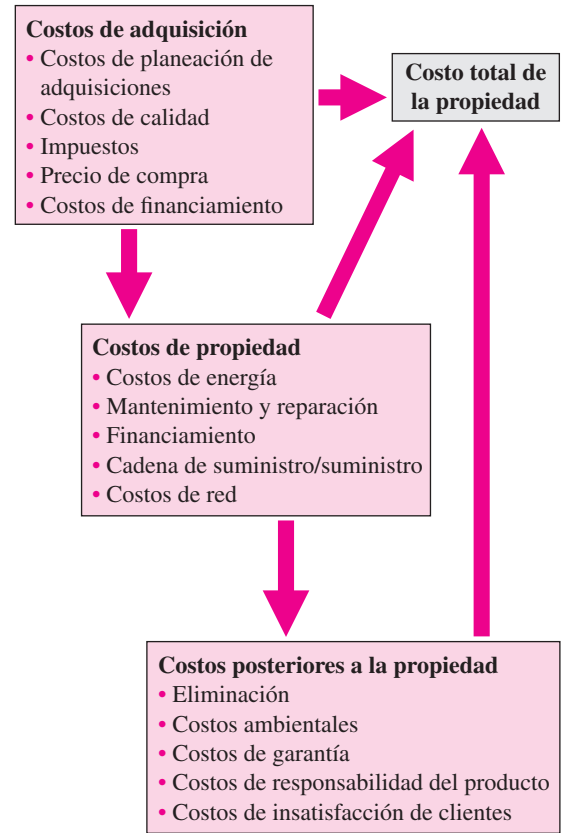 Costos de adquisición
• Costos de planeación de
adquisiciones
• Costos de calidad
• Impuestos
• Precio de compra
• Costos de financiamiento
Costo total de
la propiedad
Costos de propiedad
• Costos de energía
• Mantenimiento y reparación
• Financiamiento
• Cadena de suministro/suministro
• Costos de red
Costos posteriores a la propiedad
• Eliminación
• Costos ambientales
• Costos de garantía
• Costos de responsabilidad del producto
• Costos de insatisfacción de clientes